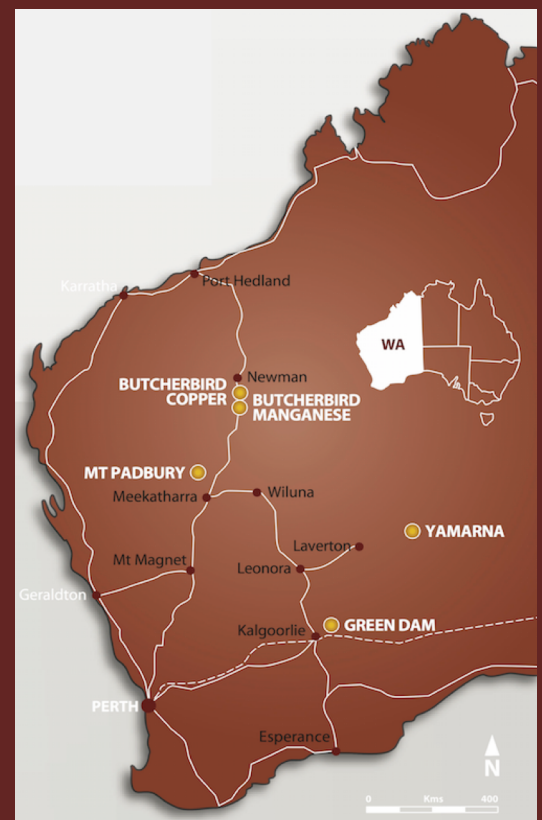 Karratha
Port Hedland
WA
Newman
BUTCHERBIRD
COPPER
BUTCHERBIRD
MANGANESE
MT PADBURY
Meekatharra
Wiluna
YAMARNA
Laverton
Mt Magnet
Leonora
Geraldton
GREEN DAM
Kalgoorlie
PERTH
Esperance
N
0 Kms 400